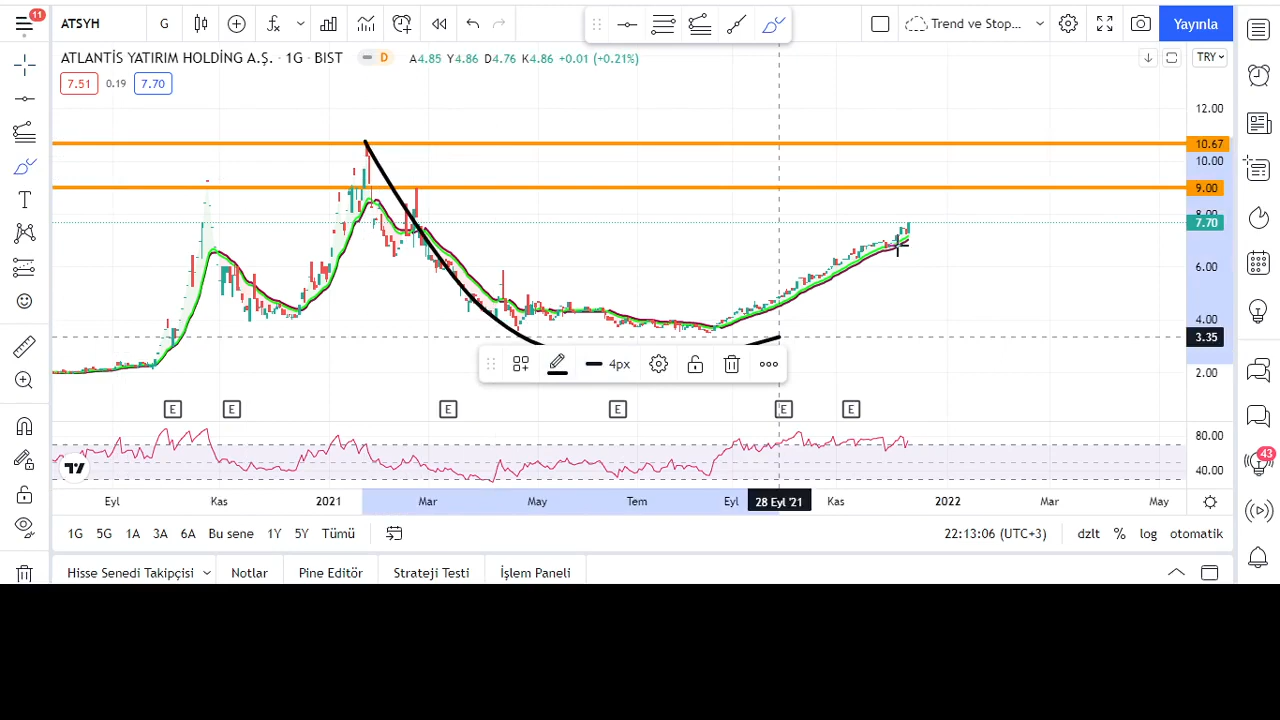 11
ATSYH
G
Trend ve Stop...
Yayınla
ATLANTİS YATIRIM HOLDİNG A.Ş. · 1G · BIST
D
A4.85 Y4.86 D4.76 K4.86 +0.01 (+0.21%)
TRY
7.51
0.19
7.70
12.00
10.67
10.00
9.00
8.00
7.70
6.00
4.00
3.35
2.00
4px
E
E
E
E
E
E
80.00
40.00
43
Eyl
Kas
2021
Mar
May
Tem
Eyl
28 Eyl '21
Kas
2022
Mar
May
1G
5G
1A
3A
6A
Bu sene
1Y
5Y
Tümü
22:13:06 (UTC+3)
dzlt
%
log
otomatik
Hisse Senedi Takipçisi
Notlar
Pine Editör
Strateji Testi
İşlem Paneli